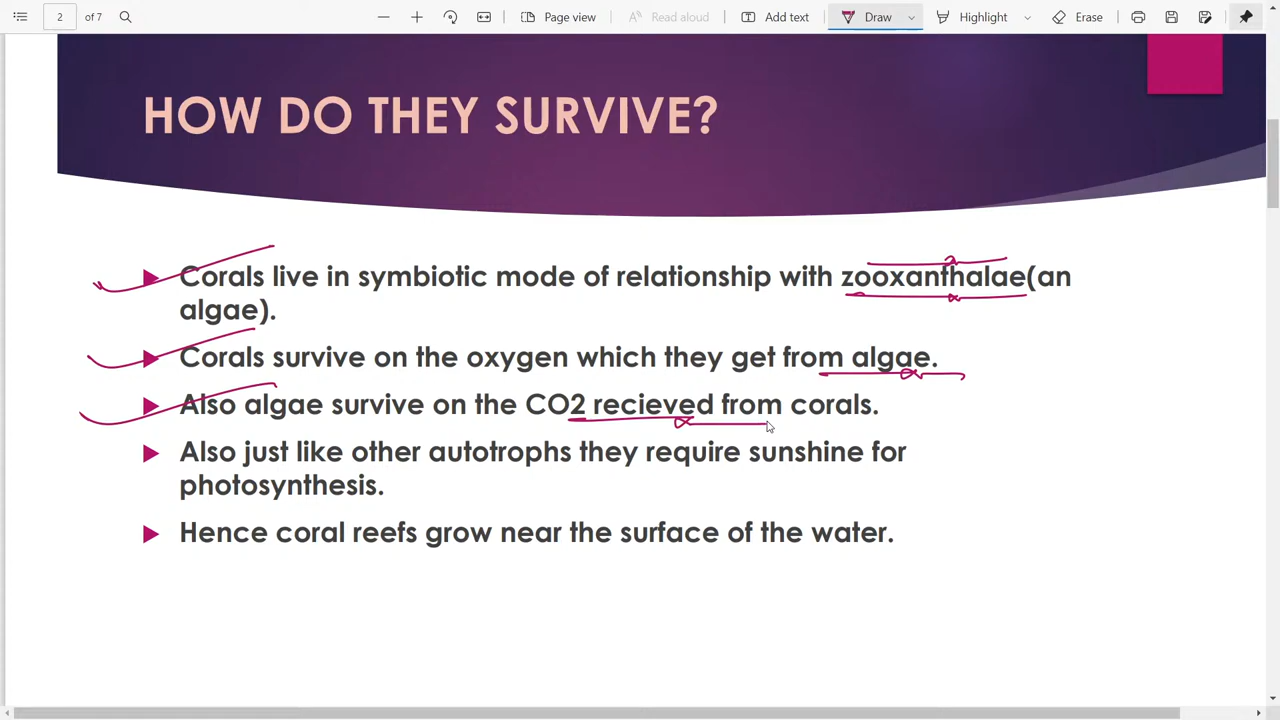 2 of 7 Page view Read aloud Add text Draw Highlight Erase
HOW DO THEY SURVIVE?
Corals live in symbiotic mode of relationship with zooxanthalae(an
algae).
Corals survive on the oxygen which they get from algae.
Also algae survive on the CO2 recieved from corals.
Also just like other autotrophs they require sunshine for
photosynthesis.
Hence coral reefs grow near the surface of the water.